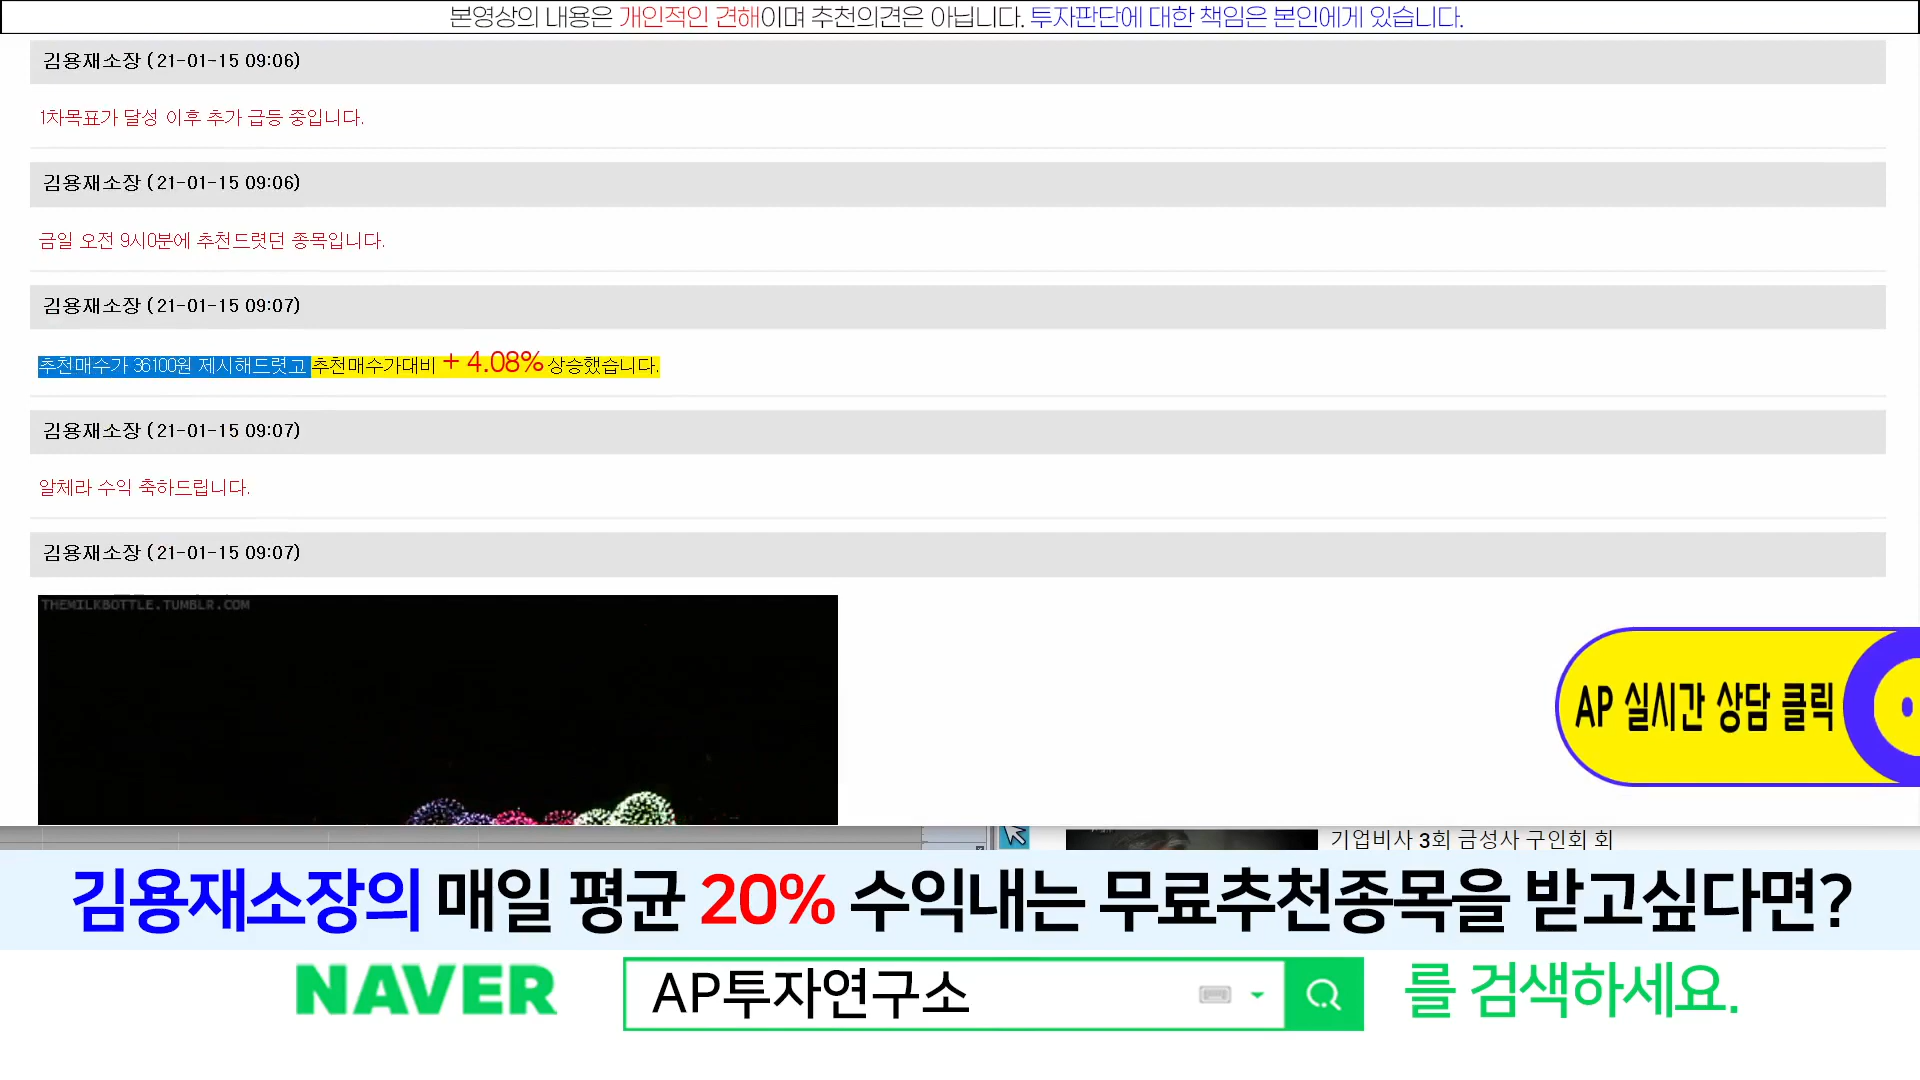 본영상의 내용은 개인적인 견해이며 추천의견은 아닙니다. 투자판단에 대한 책임은 본인에게 있습니다.
김용재소장 (21-01-15 09:06)
1차목표가 달성 이후 추가 급등 중입니다.
김용재소장 (21-01-15 09:06)
금일 오전 9시0분에 추천드렷던 종목입니다.
김용재소장 (21-01-15 09:07)
추천매수가 36100원 제시해드렷고 추천매수가대비 + 4.08% 상승했습니다.
김용재소장 (21-01-15 09:07)
알체라 수익 축하드립니다.
김용재소장 (21-01-15 09:07)
THEMILKBOTTLE.TUMBLR.COM
AP 실시간 상담 클릭
기업비사 3회 금성사 구인회 회
김용재소장의 매일 평균 20% 수익내는 무료추천종목을 받고싶다면?
NAVER AP투자연구소 를 검색하세요.